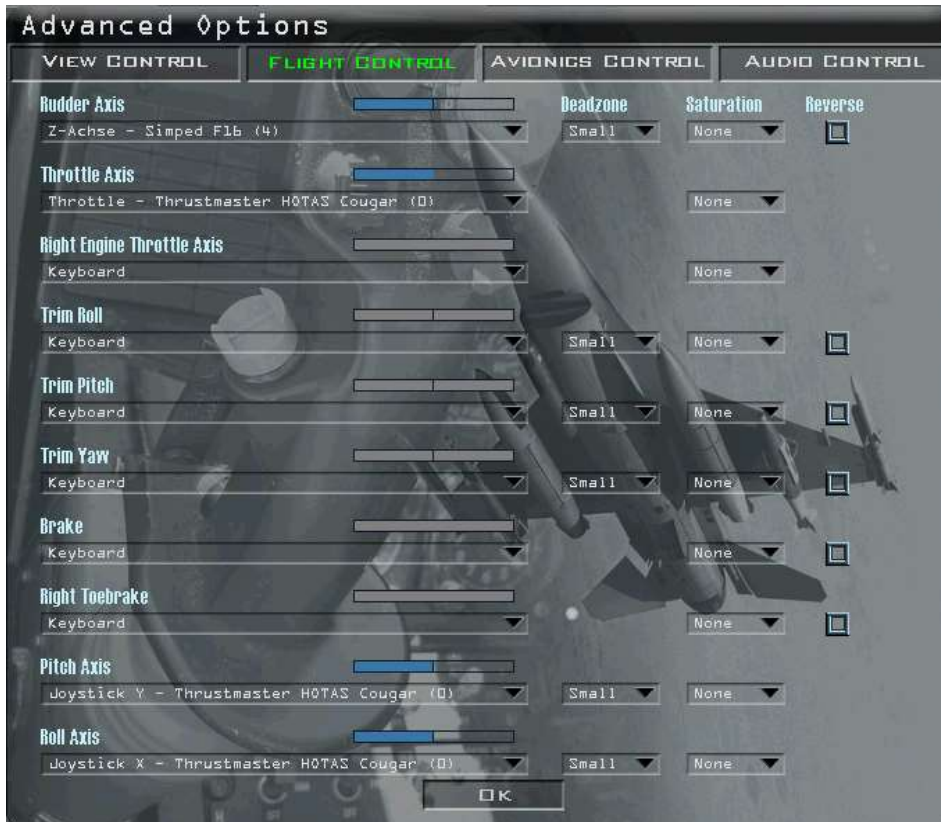 Advanced Options
VIEW CONTROL FLIGHT CONTROL AVIONICS CONTROL AUDIO CONTROL
Rudder Axis Deadzone Saturation Reverse
Z-Achse - Simped F16 (4) Small None
Throttle Axis
Throttle - Thrustmaster HOTAS Cougar (0) None
Right Engine Throttle Axis
Keyboard None
Trim Roll
Keyboard Small None
Trim Pitch
Keyboard Small None
Trim Yaw
Keyboard Small None
Brake
Keyboard None
Right Toebrake
Keyboard None
Pitch Axis
Joystick Y - Thrustmaster HOTAS Cougar (0) Small None
Roll Axis
Joystick X - Thrustmaster HOTAS Cougar (0) Small None
OK